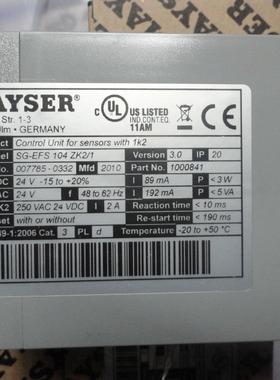 AYSER®
Str. 1-3
Ulm • GERMANY
C UL US LISTED
IND.CONT.EQ.
11AM
CE
ct Control Unit for sensors with 1k2
SG-EFS 104 ZK2/1 Version 3.0 IP 20
007785 - 0332 Mfd 2010 Part No. 1000841
DC 24 V -15 to +20% I 89 mA P < 3 W
AC 24 V f 48 to 62 Hz I 192 mA P < 5 VA
K2 250 VAC 24 VDC I 2 A Reaction time < 10 ms
set with or without Re-start time < 190 ms
49-1:2006 Cat. 3 PL d Temperature -20 to +50 °C